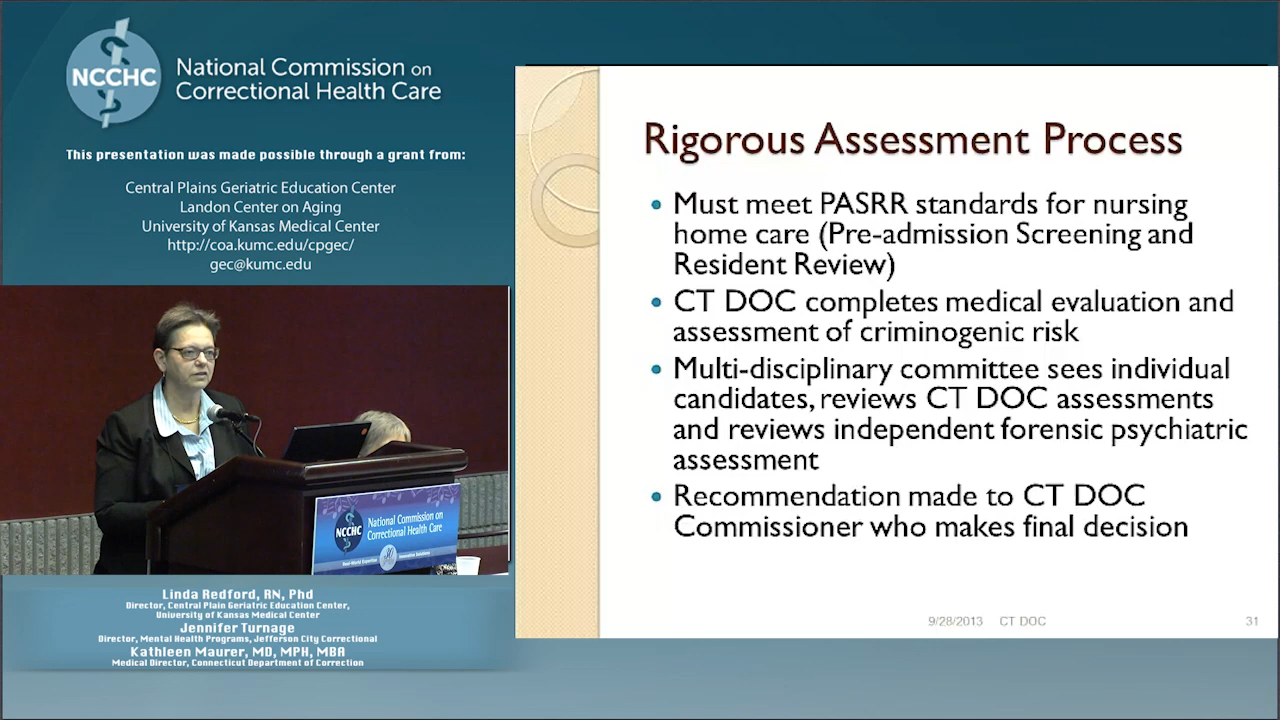 NCCHC
National Commission on
Correctional Health Care
This presentation was made possible through a grant from:
Central Plains Geriatric Education Center
Landon Center on Aging
University of Kansas Medical Center
http://coa.kumc.edu/cpgec/
gec@kumc.edu
NCCHC
National Commission on
Correctional Health Care
Real-World Expertise
Innovative Solutions
Linda Redford, RN, Phd
Director, Central Plain Geriatric Education Center,
University of Kansas Medical Center
Jennifer Turnage
Director, Mental Health Programs, Jefferson City Correctional
Kathleen Maurer, MD, MPH, MBA
Medical Director, Connecticut Department of Correction
Rigorous Assessment Process
• Must meet PASRR standards for nursing
home care (Pre-admission Screening and
Resident Review)
• CT DOC completes medical evaluation and
assessment of criminogenic risk
• Multi-disciplinary committee sees individual
candidates, reviews CT DOC assessments
and reviews independent forensic psychiatric
assessment
• Recommendation made to CT DOC
Commissioner who makes final decision
9/28/2013 CT DOC 31